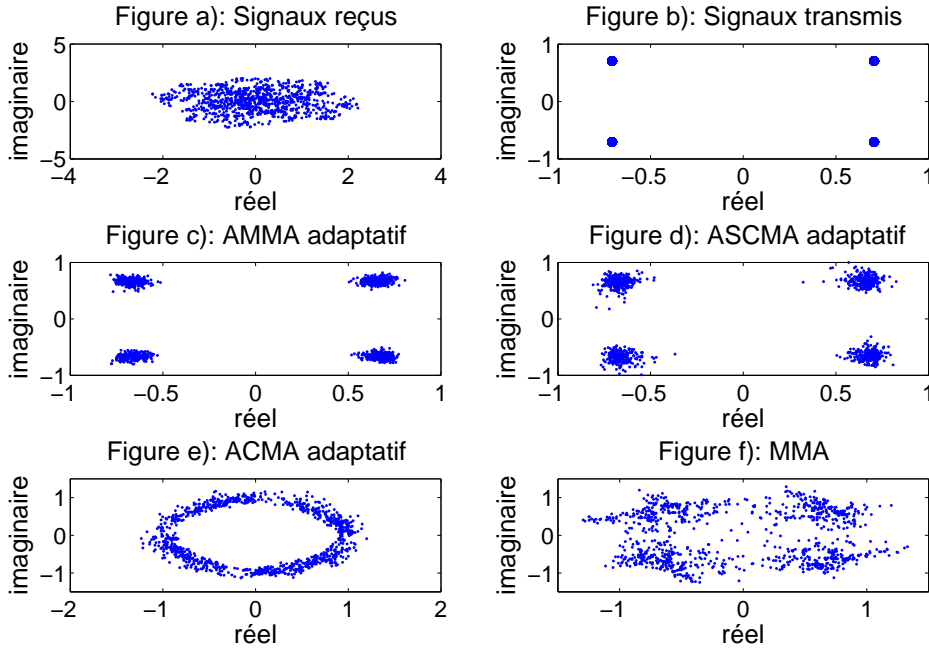 Figure a): Signaux reçus
5
0
−5
−4
−2
0
2
4
imaginaire
réel
Figure b): Signaux transmis
1
0
−1
−1
−0.5
0
0.5
1
imaginaire
réel
Figure c): AMMA adaptatif
1
0
−1
−1
−0.5
0
0.5
1
imaginaire
réel
Figure d): ASCMA adaptatif
1
0
−1
−1
−0.5
0
0.5
1
imaginaire
réel
Figure e): ACMA adaptatif
1
0
−1
−2
−1
0
1
2
imaginaire
réel
Figure f): MMA
1
0
−1
−1
0
1
imaginaire
réel